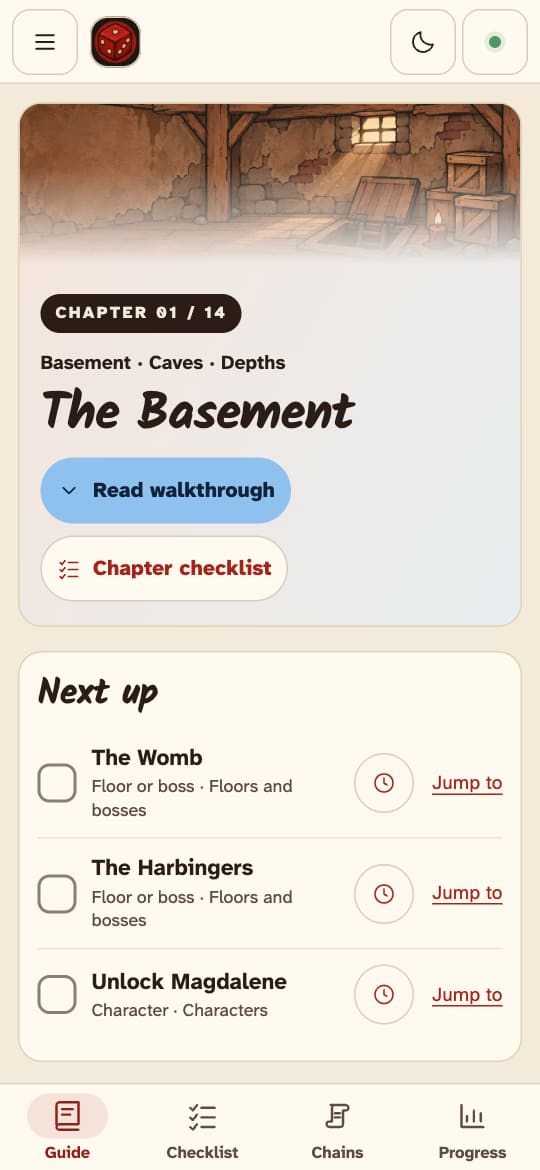 CHAPTER 01 / 14
Basement · Caves · Depths
The Basement
Read walkthrough
Chapter checklist
Next up
The Womb
Floor or boss · Floors and
bosses
Jump to
The Harbingers
Floor or boss · Floors and
bosses
Jump to
Unlock Magdalene
Character · Characters
Jump to
Guide
Checklist
Chains
Progress